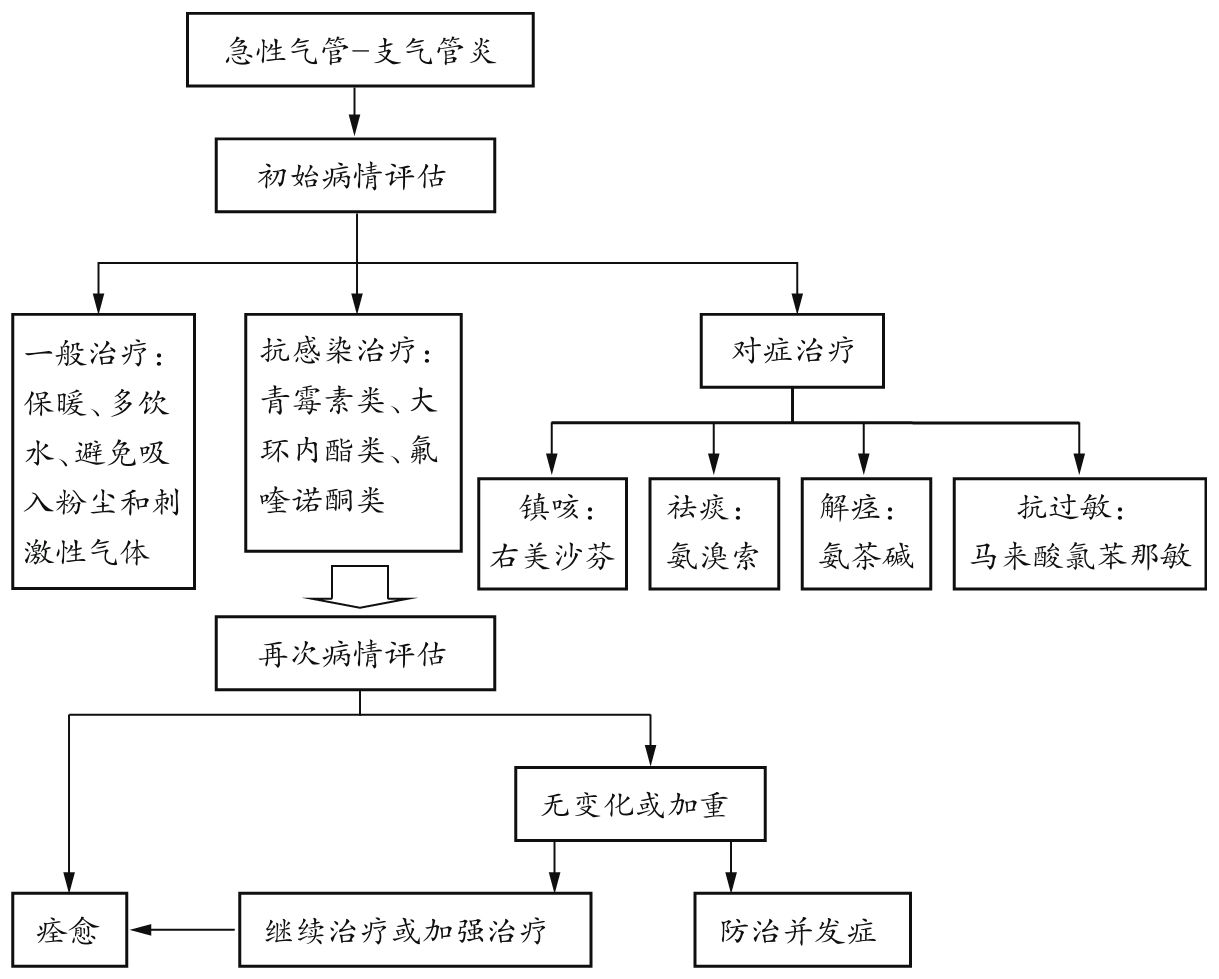 急性气管-支气管炎
初始病情评估
一般治疗：
保暖、多饮
水、避免吸
入粉尘和刺
激性气体
抗感染治疗：
青霉素类、大
环内酯类、氟
喹诺酮类
对症治疗
镇咳：
右美沙芬
祛痰：
氨溴索
解痉：
氨茶碱
抗过敏：
马来酸氯苯那敏
再次病情评估
无变化或加重
痊愈
继续治疗或加强治疗
防治并发症